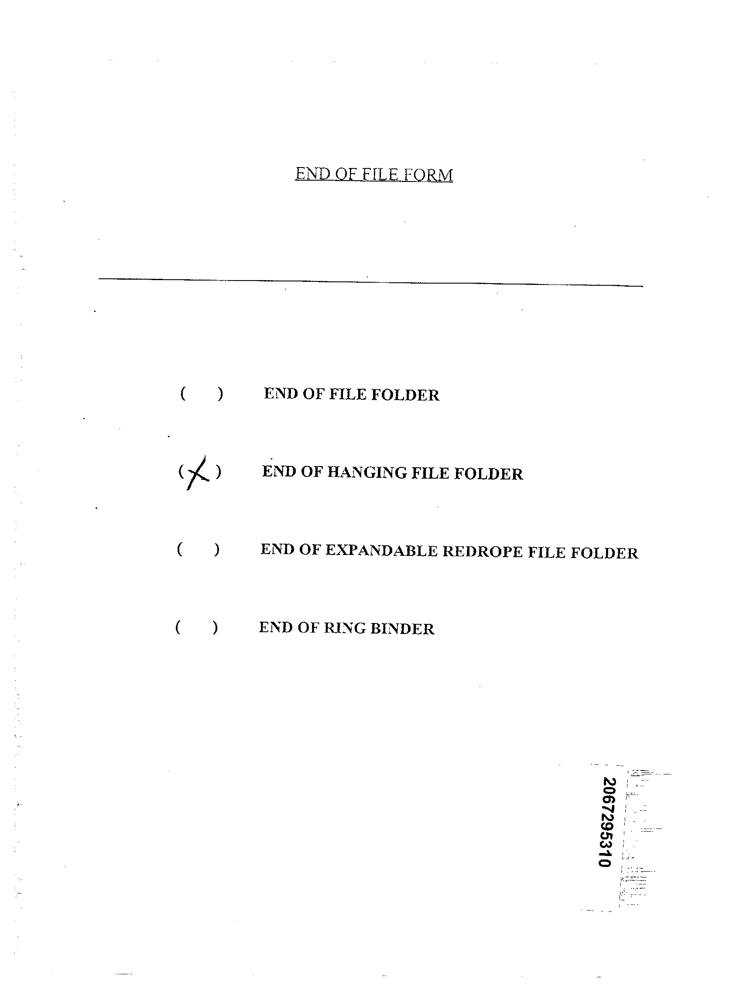 END OF FILE FORM
( ) END OF FILE FOLDER
(X) END OF HANGING FILE FOLDER
( ) END OF EXPANDABLE REDROPE FILE FOLDER
( ) END OF RING BINDER
2067295310